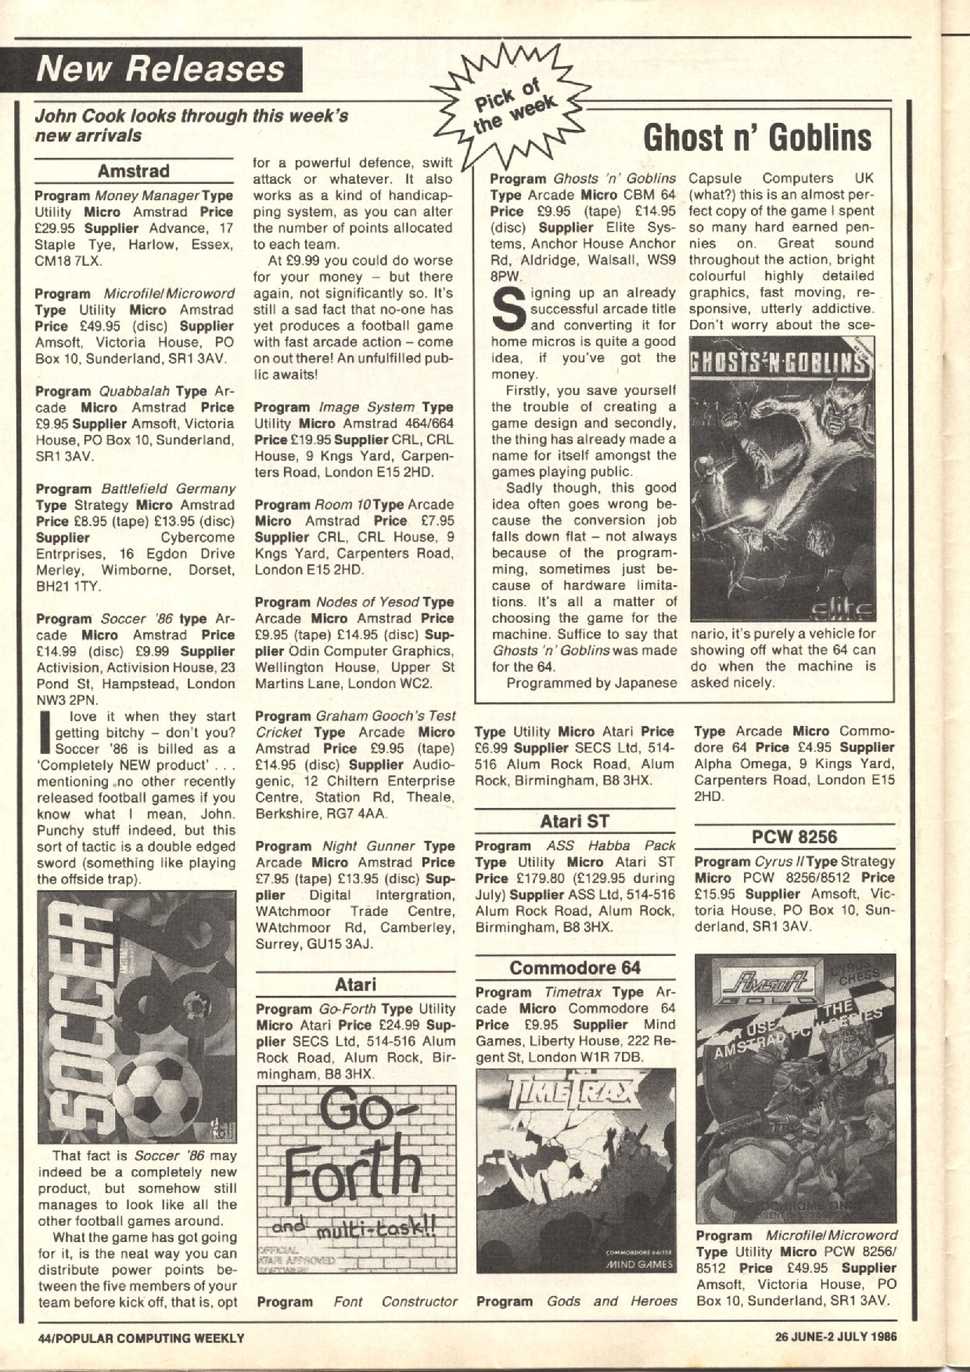 New Releases
John Cook looks through this week's
new arrivals
Amstrad
Program Money Manager Type
Utility Micro Amstrad Price
£29.95 Supplier Advance, 17
Staple Tye, Harlow, Essex,
CM18 7LX.
Program Microfile/Microword
Type Utility Micro Amstrad
Price £49.95 (disc) Supplier
Amsoft, Victoria House, PO
Box 10, Sunderland, SR1 3AV.
Program Quabbalah Type Ar-
cade Micro Amstrad Price
£9.95 Supplier Amsoft, Victoria
House, PO Box 10, Sunderland,
SR1 3AV.
Program Battlefield Germany
Type Strategy Micro Amstrad
Price £8.95 (tape) £13.95 (disc)
Supplier Cybercome
Entrprises, 16 Egdon Drive
Merley, Wimborne, Dorset,
BH21 1TY.
Program Soccer '86 type Ar-
cade Micro Amstrad Price
£14.99 (disc) £9.99 Supplier
Activision, Activision House, 23
Pond St, Hampstead, London
NW3 2PN.
I love it when they start
getting bitchy – don't you?
Soccer '86 is billed as a
'Completely NEW product' . . .
mentioning no other recently
released football games if you
know what I mean, John.
Punchy stuff indeed, but this
sort of tactic is a double edged
sword (something like playing
the offside trap).
SOCCER
86
That fact is Soccer '86 may
indeed be a completely new
product, but somehow still
manages to look like all the
other football games around.
What the game has got going
for it, is the neat way you can
distribute power points be-
tween the five members of your
team before kick off, that is, opt
for a powerful defence, swift
attack or whatever. It also
works as a kind of handicap-
ping system, as you can alter
the number of points allocated
to each team.
At £9.99 you could do worse
for your money – but there
again, not significantly so. It's
still a sad fact that no-one has
yet produces a football game
with fast arcade action – come
on out there! An unfulfilled pub-
lic awaits!
Program Image System Type
Utility Micro Amstrad 464/664
Price £19.95 Supplier CRL, CRL
House, 9 Kngs Yard, Carpen-
ters Road, London E15 2HD.
Program Room 10 Type Arcade
Micro Amstrad Price £7.95
Supplier CRL, CRL House, 9
Kngs Yard, Carpenters Road,
London E15 2HD.
Program Nodes of Yesod Type
Arcade Micro Amstrad Price
£9.95 (tape) £14.95 (disc) Sup-
plier Odin Computer Graphics,
Wellington House, Upper St
Martins Lane, London WC2.
Program Graham Gooch's Test
Cricket Type Arcade Micro
Amstrad Price £9.95 (tape)
£14.95 (disc) Supplier Audio-
genic, 12 Chiltern Enterprise
Centre, Station Rd, Theale,
Berkshire, RG7 4AA.
Program Night Gunner Type
Arcade Micro Amstrad Price
£7.95 (tape) £13.95 (disc) Sup-
plier Digital Intergration,
WAtchmoor Trade Centre,
WAtchmoor Rd, Camberley,
Surrey, GU15 3AJ.
Atari
Program Go-Forth Type Utility
Micro Atari Price £24.99 Sup-
plier SECS Ltd, 514-516 Alum
Rock Road, Alum Rock, Bir-
mingham, B8 3HX.
Go-
Forth
and multi-task!!
OFFICIAL
ATARI APPROVED
SOFTWARE
Program Font Constructor
Pick of
the week
Ghost n' Goblins
Program Ghosts 'n' Goblins
Type Arcade Micro CBM 64
Price £9.95 (tape) £14.95
(disc) Supplier Elite Sys-
tems, Anchor House Anchor
Rd, Aldridge, Walsall, WS9
8PW.
Signing up an already
successful arcade title
and converting it for
home micros is quite a good
idea, if you've got the
money.
Firstly, you save yourself
the trouble of creating a
game design and secondly,
the thing has already made a
name for itself amongst the
games playing public.
Sadly though, this good
idea often goes wrong be-
cause the conversion job
falls down flat – not always
because of the program-
ming, sometimes just be-
cause of hardware limita-
tions. It's all a matter of
choosing the game for the
machine. Suffice to say that
Ghosts 'n' Goblins was made
for the 64.
Programmed by Japanese
Capsule Computers UK
(what?) this is an almost per-
fect copy of the game I spent
so many hard earned pen-
nies on. Great sound
throughout the action, bright
colourful highly detailed
graphics, fast moving, re-
sponsive, utterly addictive.
Don't worry about the sce-
GHOSTS 'N' GOBLINS
elite
nario, it's purely a vehicle for
showing off what the 64 can
do when the machine is
asked nicely.
Type Utility Micro Atari Price
£6.99 Supplier SECS Ltd, 514-
516 Alum Rock Road, Alum
Rock, Birmingham, B8 3HX.
Atari ST
Program ASS Habba Pack
Type Utility Micro Atari ST
Price £179.80 (£129.95 during
July) Supplier ASS Ltd, 514-516
Alum Rock Road, Alum Rock,
Birmingham, B8 3HX.
Commodore 64
Program Timetrax Type Ar-
cade Micro Commodore 64
Price £9.95 Supplier Mind
Games, Liberty House, 222 Re-
gent St, London W1R 7DB.
TIMETRAX
COMMODORE 64/128
MIND GAMES
Program Gods and Heroes
Type Arcade Micro Commo-
dore 64 Price £4.95 Supplier
Alpha Omega, 9 Kings Yard,
Carpenters Road, London E15
2HD.
PCW 8256
Program Cyrus II Type Strategy
Micro PCW 8256/8512 Price
£15.95 Supplier Amsoft, Vic-
toria House, PO Box 10, Sun-
derland, SR1 3AV.
Amsoft
CYRUS II
CHESS
FOR USE ON THE
AMSTRAD PCW SERIES
Program Microfile/Microword
Type Utility Micro PCW 8256/
8512 Price £49.95 Supplier
Amsoft, Victoria House, PO
Box 10, Sunderland, SR1 3AV.
44/POPULAR COMPUTING WEEKLY
26 JUNE-2 JULY 1986